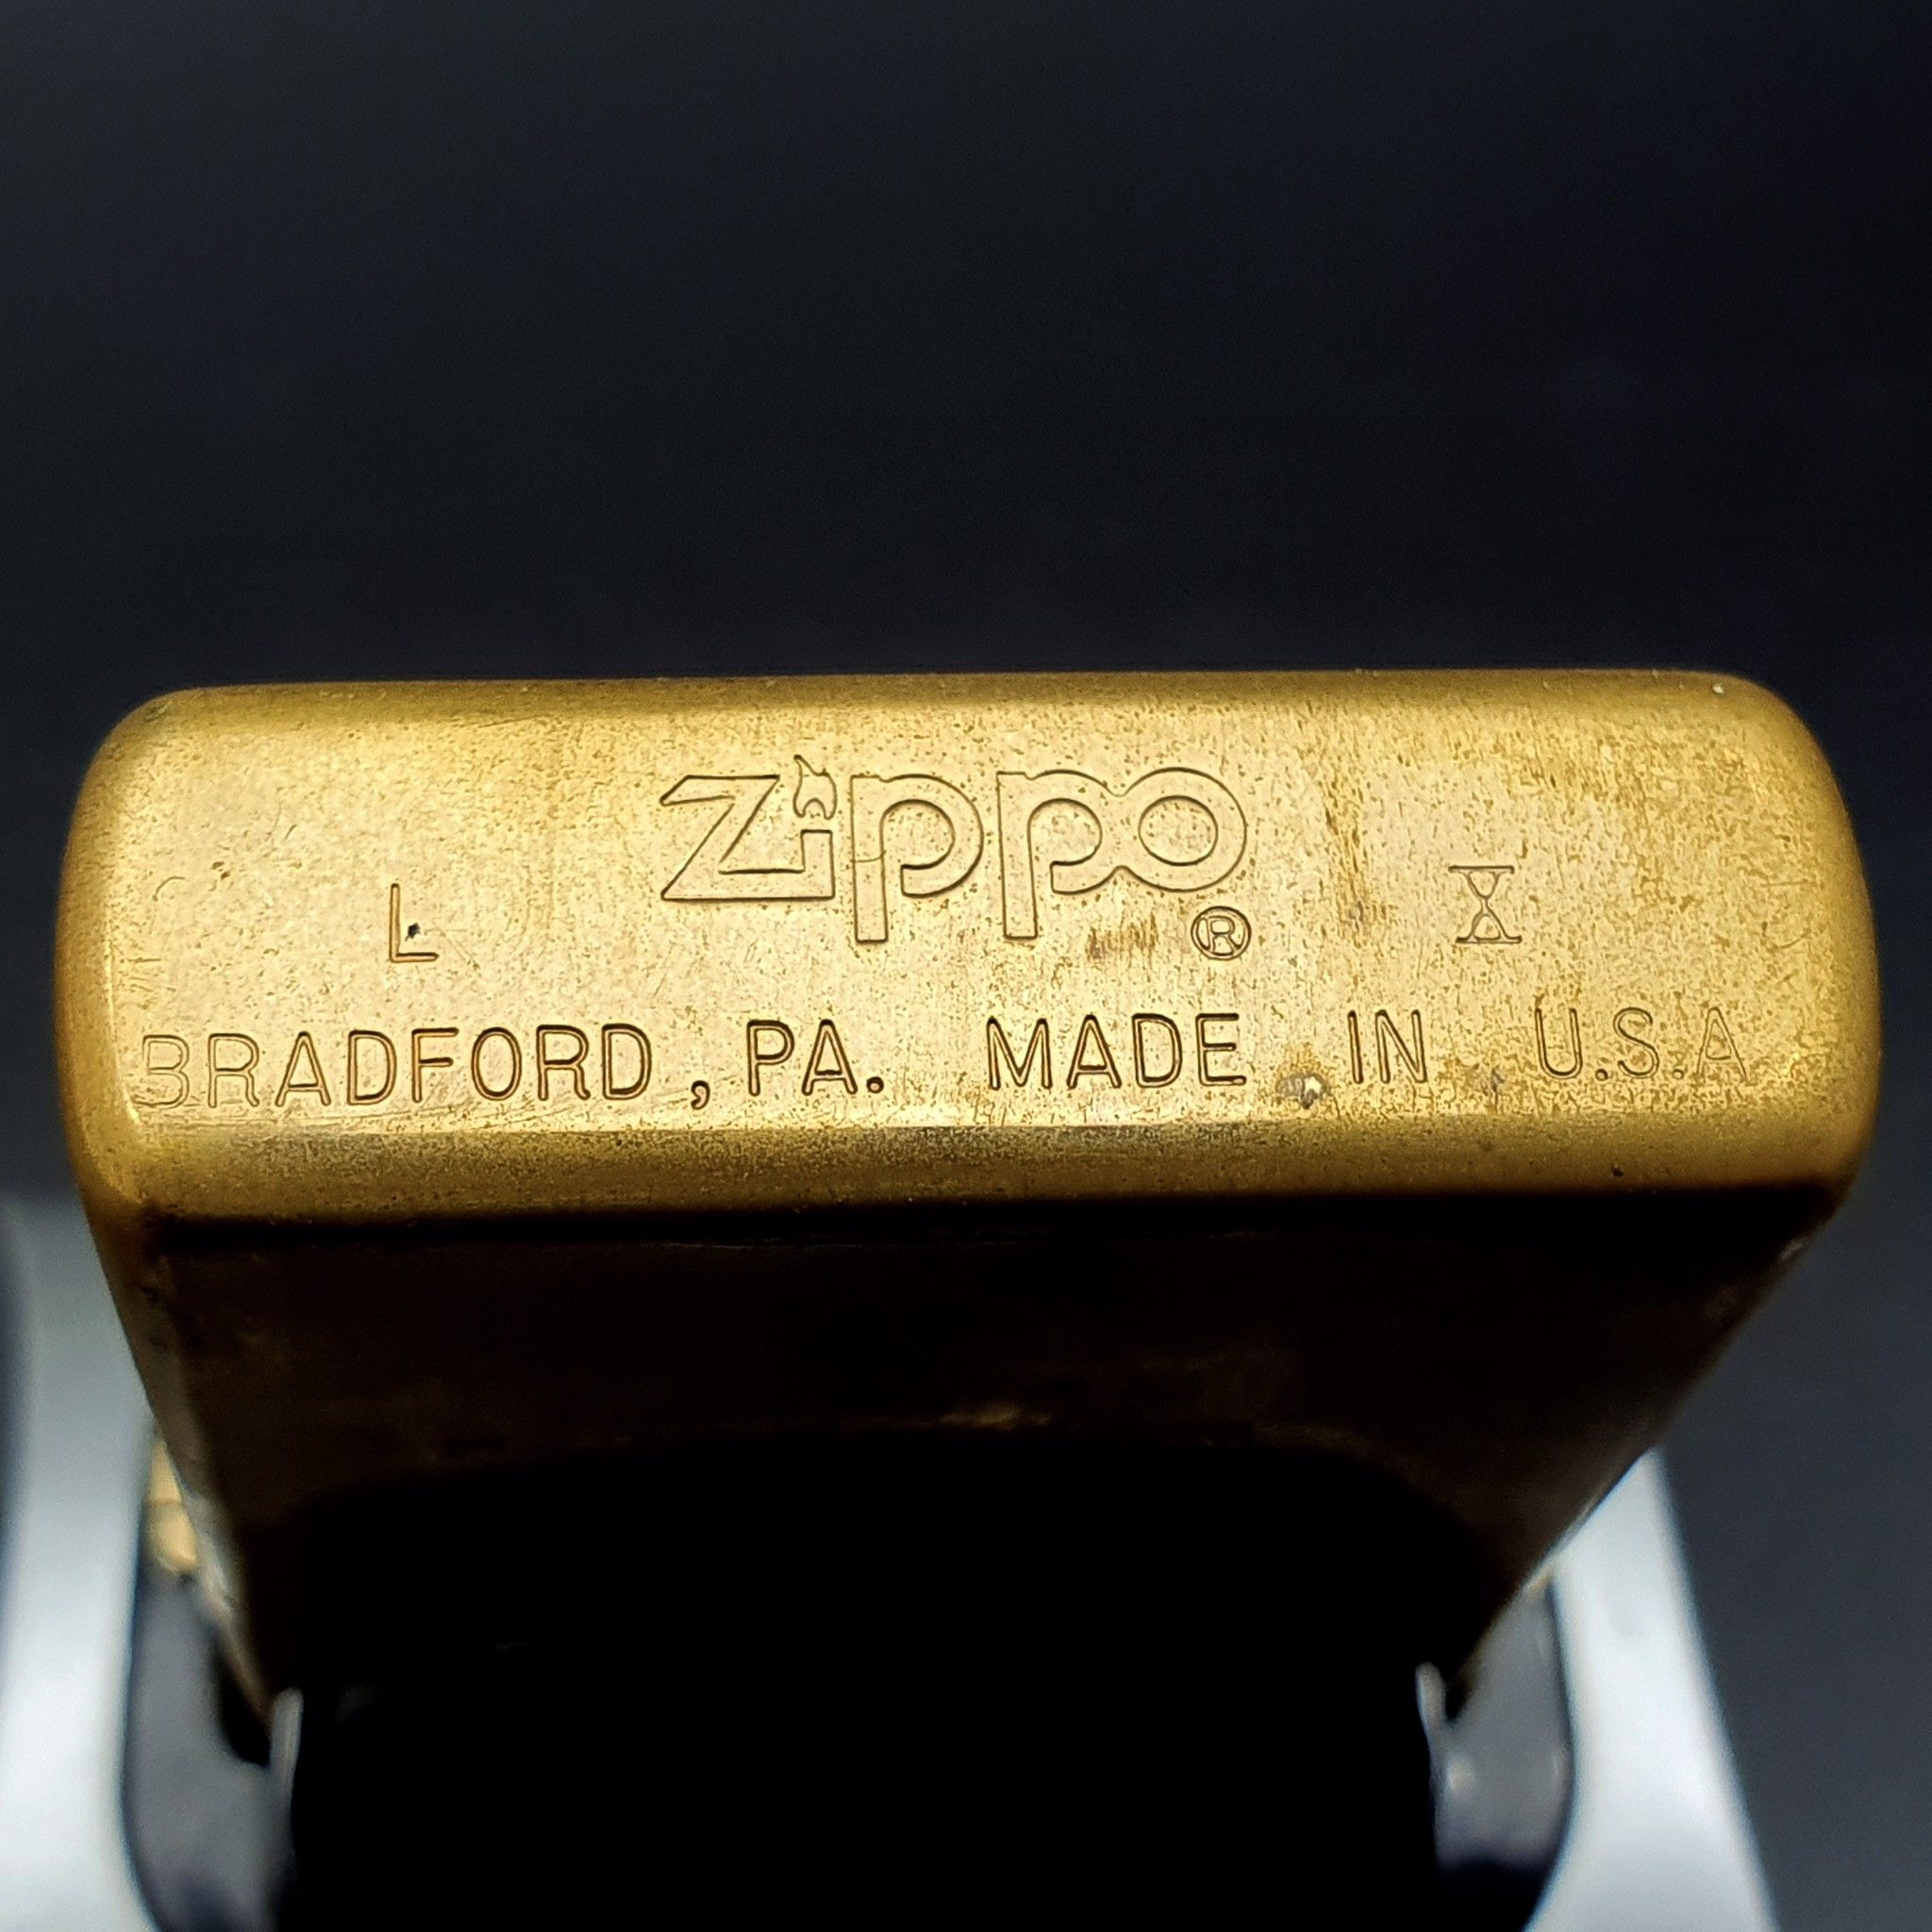 Zippo ®
L X
BRADFORD, PA. MADE IN U.S.A